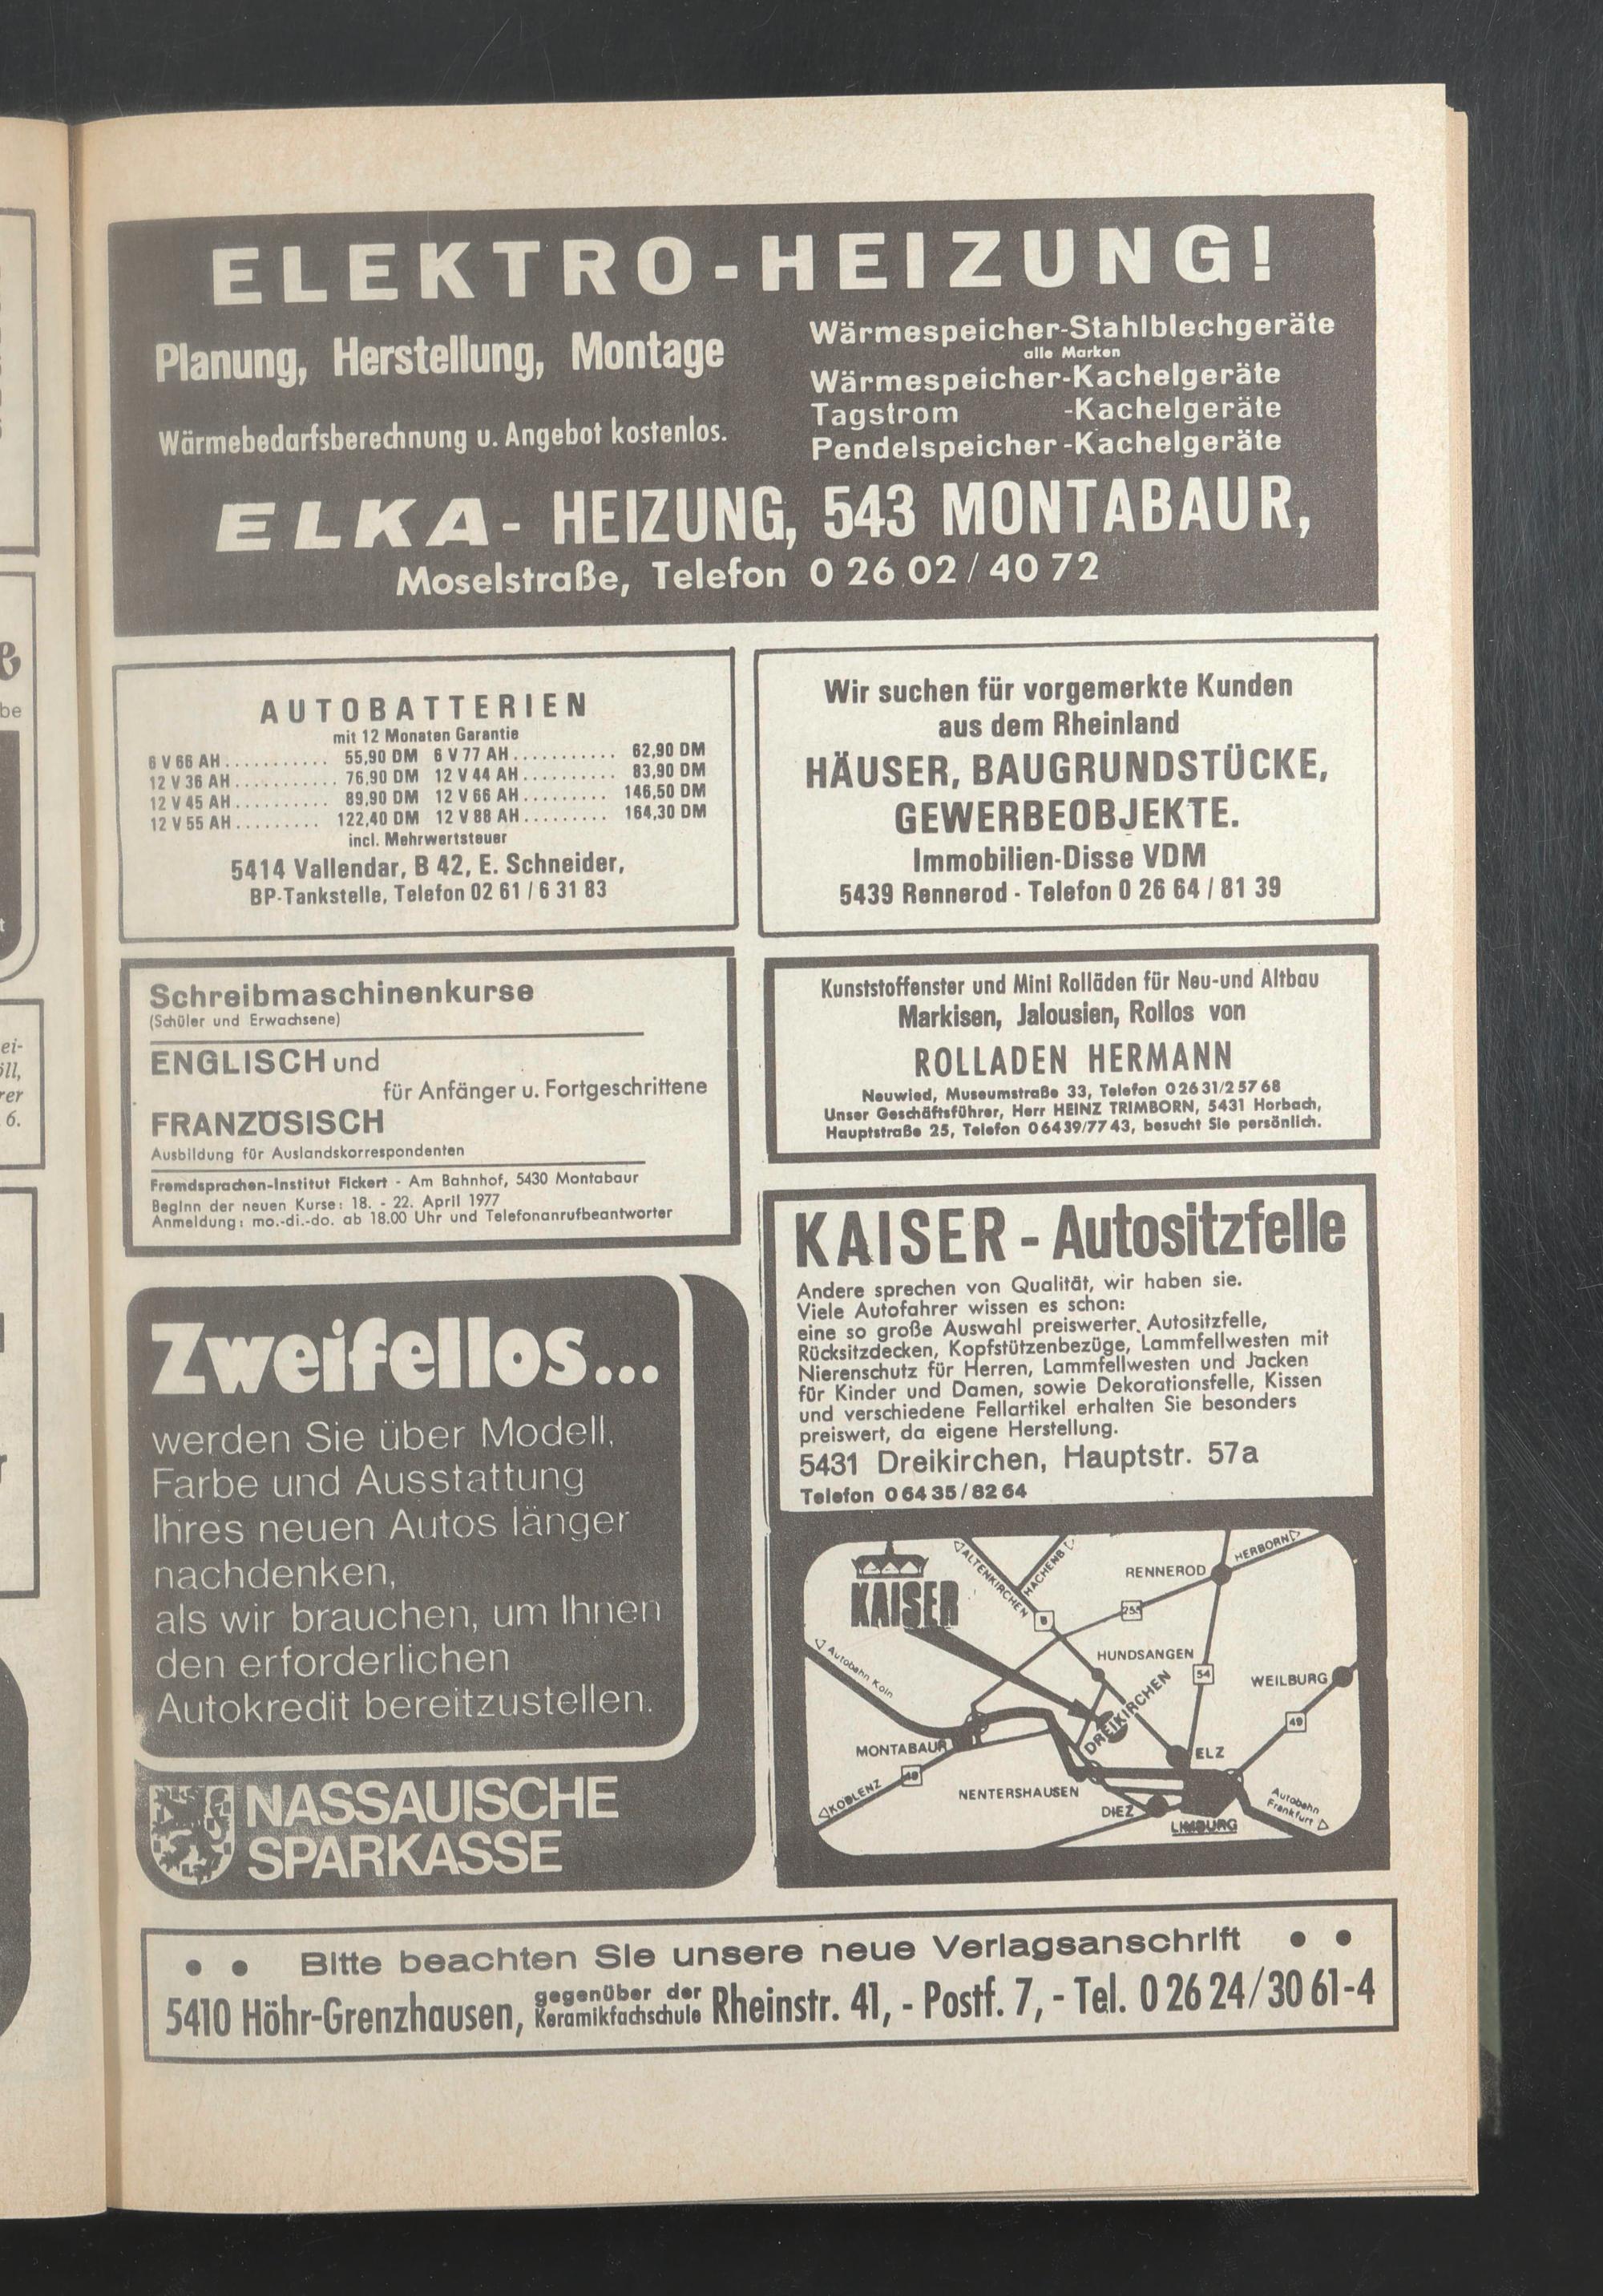 ELEKTRO-HEIZUNG!
Planung, Herstellung, Montage
Wärmebedarfsberechnung u. Angebot kostenlos.
Wärmespeicher-Stahlblechgeräte
alle Marken
Wärmespeicher-Kachelgeräte
Tagstrom -Kachelgeräte
Pendelspeicher-Kachelgeräte
ELKA- HEIZUNG, 543 MONTABAUR,
Moselstraße, Telefon 0 26 02 / 40 72
AUTOBATTERIEN
mit 12 Monaten Garantie
6 V 66 AH ........... 55,90 DM 6 V 77 AH ........... 62,90 DM
12 V 36 AH ........... 76,90 DM 12 V 44 AH .......... 83,90 DM
12 V 45 AH .......... 89,90 DM 12 V 66 AH ......... 146,50 DM
12 V 55 AH ......... 122,40 DM 12 V 88 AH ......... 164,30 DM
incl. Mehrwertsteuer
5414 Vallendar, B 42, E. Schneider,
BP-Tankstelle, Telefon 02 61 / 6 31 83
Wir suchen für vorgemerkte Kunden
aus dem Rheinland
HÄUSER, BAUGRUNDSTÜCKE,
GEWERBEOBJEKTE.
Immobilien-Disse VDM
5439 Rennerod - Telefon 0 26 64 / 81 39
Schreibmaschinenkurse
(Schüler und Erwachsene)
ENGLISCH und
für Anfänger u. Fortgeschrittene
FRANZÖSISCH
Ausbildung für Auslandskorrespondenten
Fremdsprachen-Institut Fickert - Am Bahnhof, 5430 Montabaur
Beginn der neuen Kurse: 18. - 22. April 1977
Anmeldung: mo.-di.-do. ab 18.00 Uhr und Telefonanrufbeantworter
Kunststoffenster und Mini Rolläden für Neu-und Altbau
Markisen, Jalousien, Rollos von
ROLLADEN HERMANN
Neuwied, Museumstraße 33, Telefon 0 26 31/2 57 68
Unser Geschäftsführer, Herr HEINZ TRIMBORN, 5431 Horbach,
Hauptstraße 25, Telefon 0 64 39/77 43, besucht Sie persönlich.
Zweifellos...
werden Sie über Modell,
Farbe und Ausstattung
Ihres neuen Autos länger
nachdenken,
als wir brauchen, um Ihnen
den erforderlichen
Autokredit bereitzustellen.
NASSAUISCHE
SPARKASSE
KAISER - Autositzfelle
Andere sprechen von Qualität, wir haben sie.
Viele Autofahrer wissen es schon:
eine so große Auswahl preiswerter Autositzfelle,
Rücksitzdecken, Kopfstützenbezüge, Lammfellwesten mit
Nierenschutz für Herren, Lammfellwesten und Jacken
für Kinder und Damen, sowie Dekorationsfelle, Kissen
und verschiedene Fellartikel erhalten Sie besonders
preiswert, da eigene Herstellung.
5431 Dreikirchen, Hauptstr. 57a
Telefon 0 64 35 / 82 64
KAISER
ALTENKIRCHEN
HACHENB
RENNEROD
HERBORN
8
255
HUNDSANGEN
54
WEILBURG
Autobahn Köln
DREIKIRCHEN
49
MONTABAUR
ELZ
KOBLENZ
49
NENTERSHAUSEN
DIEZ
LIMBURG
Autobahn
Frankfurt
• • Bitte beachten Sie unsere neue Verlagsanschrift • •
5410 Höhr-Grenzhausen, gegenüber der Keramikfachschule Rheinstr. 41, - Postf. 7, - Tel. 0 26 24/30 61-4